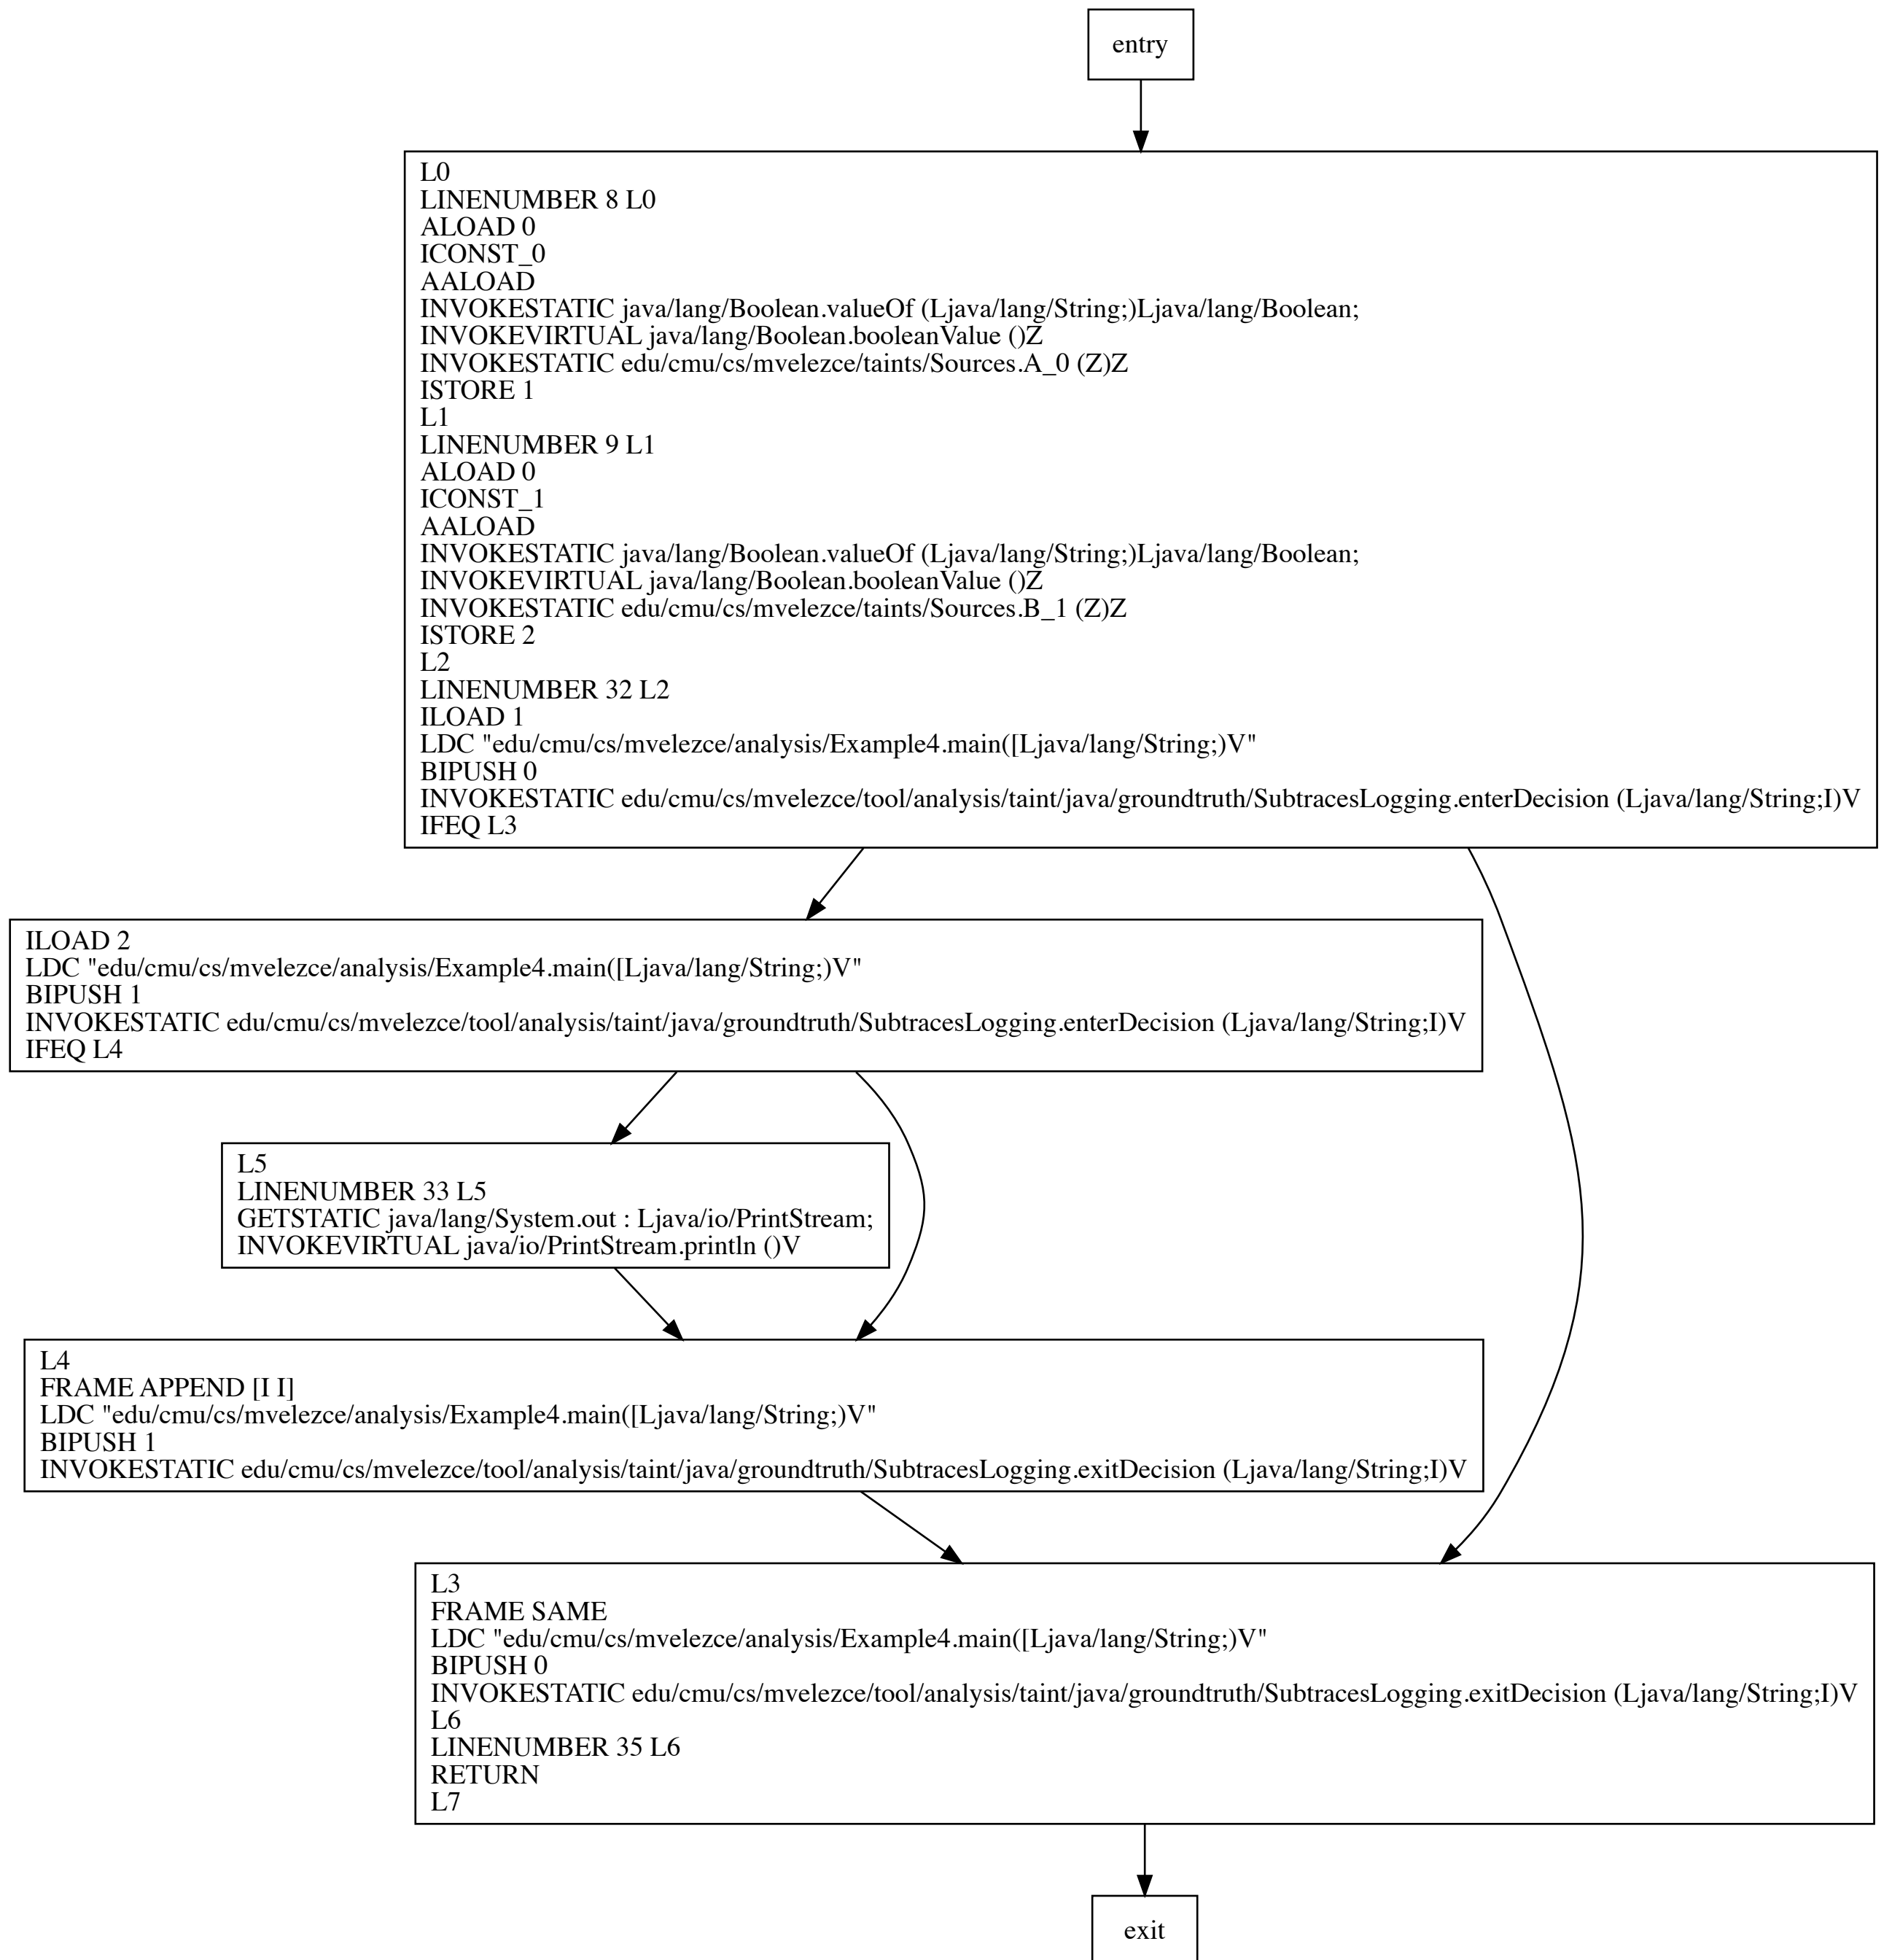 entry
L0
LINENUMBER 8 L0
ALOAD 0
ICONST_0
AALOAD
INVOKESTATIC java/lang/Boolean.valueOf (Ljava/lang/String;)Ljava/lang/Boolean;
INVOKEVIRTUAL java/lang/Boolean.booleanValue ()Z
INVOKESTATIC edu/cmu/cs/mvelezce/taints/Sources.A_0 (Z)Z
ISTORE 1
L1
LINENUMBER 9 L1
ALOAD 0
ICONST_1
AALOAD
INVOKESTATIC java/lang/Boolean.valueOf (Ljava/lang/String;)Ljava/lang/Boolean;
INVOKEVIRTUAL java/lang/Boolean.booleanValue ()Z
INVOKESTATIC edu/cmu/cs/mvelezce/taints/Sources.B_1 (Z)Z
ISTORE 2
L2
LINENUMBER 32 L2
ILOAD 1
LDC "edu/cmu/cs/mvelezce/analysis/Example4.main([Ljava/lang/String;)V"
BIPUSH 0
INVOKESTATIC edu/cmu/cs/mvelezce/tool/analysis/taint/java/groundtruth/SubtracesLogging.enterDecision (Ljava/lang/String;I)V
IFEQ L3
ILOAD 2
LDC "edu/cmu/cs/mvelezce/analysis/Example4.main([Ljava/lang/String;)V"
BIPUSH 1
INVOKESTATIC edu/cmu/cs/mvelezce/tool/analysis/taint/java/groundtruth/SubtracesLogging.enterDecision (Ljava/lang/String;I)V
IFEQ L4
L5
LINENUMBER 33 L5
GETSTATIC java/lang/System.out : Ljava/io/PrintStream;
INVOKEVIRTUAL java/io/PrintStream.println ()V
L4
FRAME APPEND [I I]
LDC "edu/cmu/cs/mvelezce/analysis/Example4.main([Ljava/lang/String;)V"
BIPUSH 1
INVOKESTATIC edu/cmu/cs/mvelezce/tool/analysis/taint/java/groundtruth/SubtracesLogging.exitDecision (Ljava/lang/String;I)V
L3
FRAME SAME
LDC "edu/cmu/cs/mvelezce/analysis/Example4.main([Ljava/lang/String;)V"
BIPUSH 0
INVOKESTATIC edu/cmu/cs/mvelezce/tool/analysis/taint/java/groundtruth/SubtracesLogging.exitDecision (Ljava/lang/String;I)V
L6
LINENUMBER 35 L6
RETURN
L7
exit